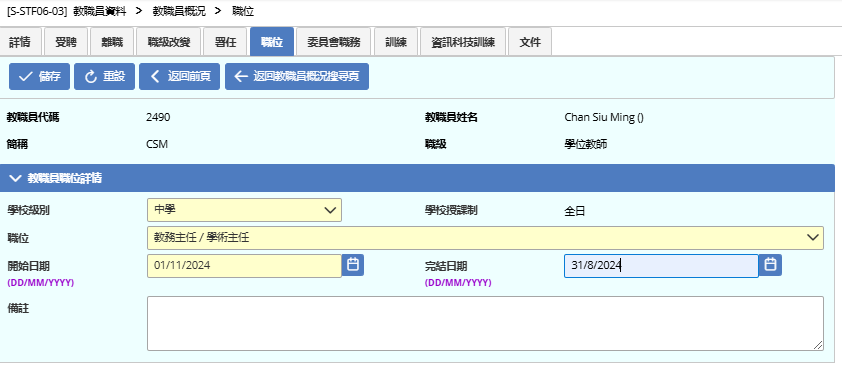 [S-STF06-03] 教職員資料 > 教職員概況 > 職位
詳情 受聘 離職 職級改變 署任 職位 委員會職務 訓練 資訊科技訓練 文件
儲存 重設 返回前頁 返回教職員概況搜尋頁
教職員代碼 2490 教職員姓名 Chan Siu Ming ()
簡稱 CSM 職級 學位教師
教職員職位詳情
學校級別 中學 學校授課制 全日
職位 教務主任 / 學術主任
開始日期 01/11/2024 完結日期 31/8/2024
(DD/MM/YYYY) (DD/MM/YYYY)
備註